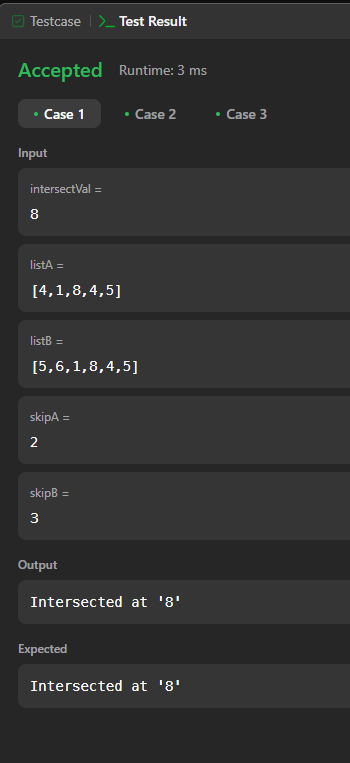 Testcase | >_ Test Result
Accepted Runtime: 3 ms
• Case 1 • Case 2 • Case 3
Input
intersectVal =
8
listA =
[4,1,8,4,5]
listB =
[5,6,1,8,4,5]
skipA =
2
skipB =
3
Output
Intersected at '8'
Expected
Intersected at '8'